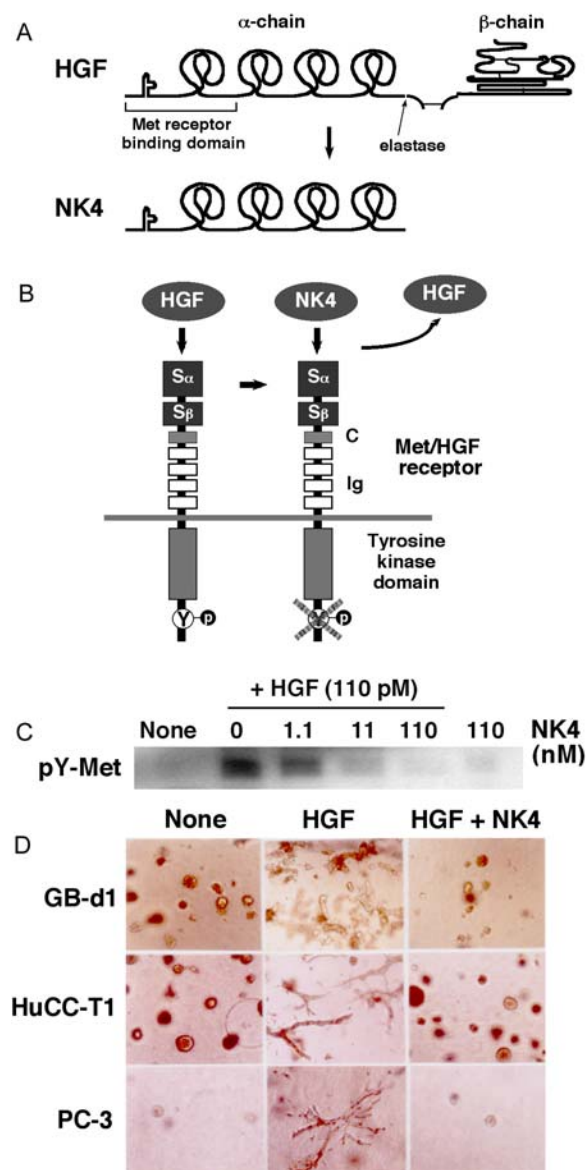 A
α-chain
β-chain
HGF
Met receptor
binding domain
elastase
NK4
B
HGF
NK4
HGF
Sα
Sα
Sβ
Sβ
C
Ig
Met/HGF
receptor
Tyrosine
kinase
domain
Y
p
Y
p
+ HGF (110 pM)
C
None
0
1.1
11
110
110
NK4
(nM)
pY-Met
None
HGF
HGF + NK4
D
GB-d1
HuCC-T1
PC-3